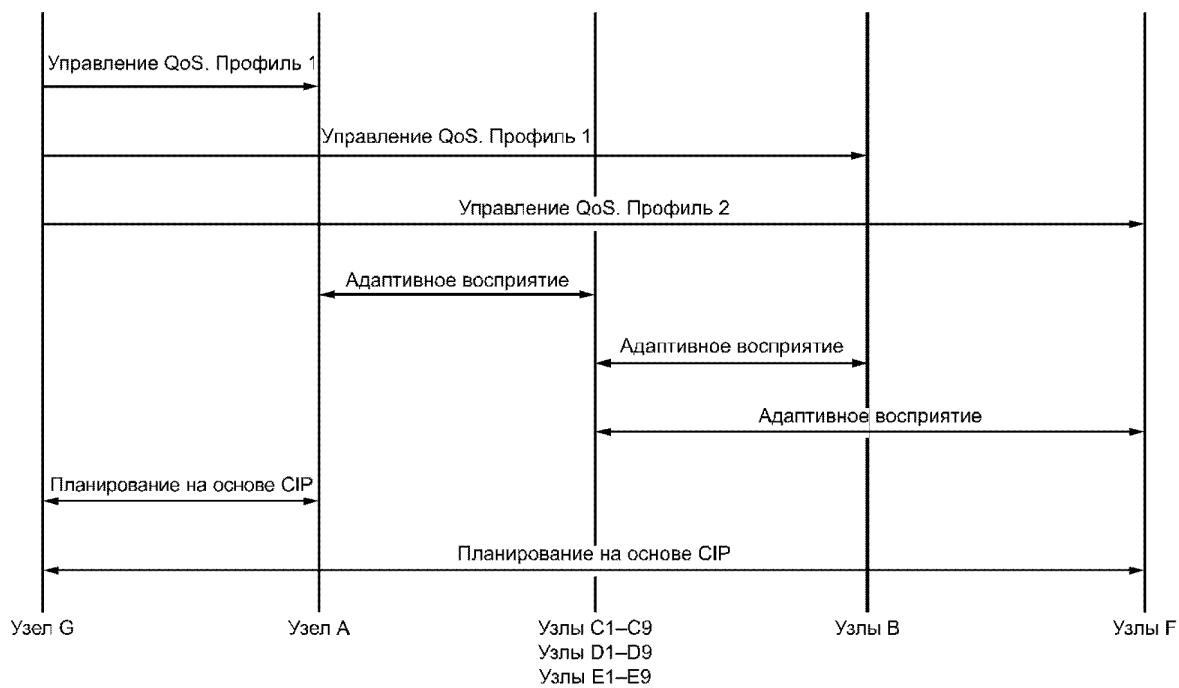 Управление QoS. Профиль 1
Управление QoS. Профиль 1
Управление QoS. Профиль 2
Адаптивное восприятие
Адаптивное восприятие
Адаптивное восприятие
Планирование на основе CIP
Планирование на основе CIP
Узел G
Узел A
Узлы C1–C9
Узлы D1–D9
Узлы E1–E9
Узлы B
Узлы F